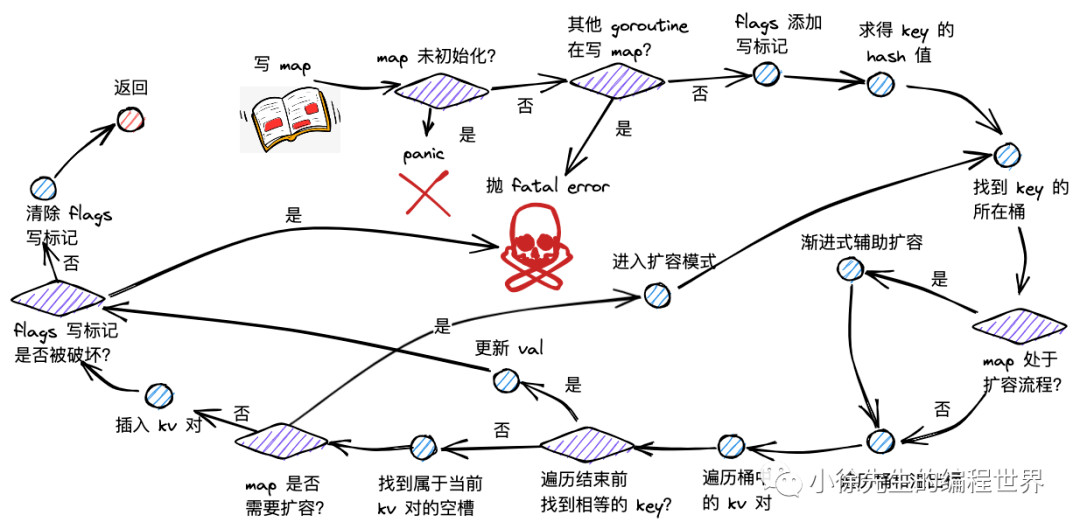 写 map
map 未初始化?
否
是
panic
其他 goroutine
在写 map?
否
是
抛 fatal error
flags 添加
写标记
求得 key 的
hash 值
找到 key 的
所在桶
map 处于
扩容流程?
是
渐进式辅助扩容
否
遍历桶中
的 kv 对
遍历结束前
找到相等的 key?
是
更新 val
否
找到属于当前
kv 对的空槽
map 是否
需要扩容?
是
进入扩容模式
否
插入 kv 对
flags 写标记
是否被破坏?
是
否
清除 flags
写标记
返回
小徐先生的编程世界